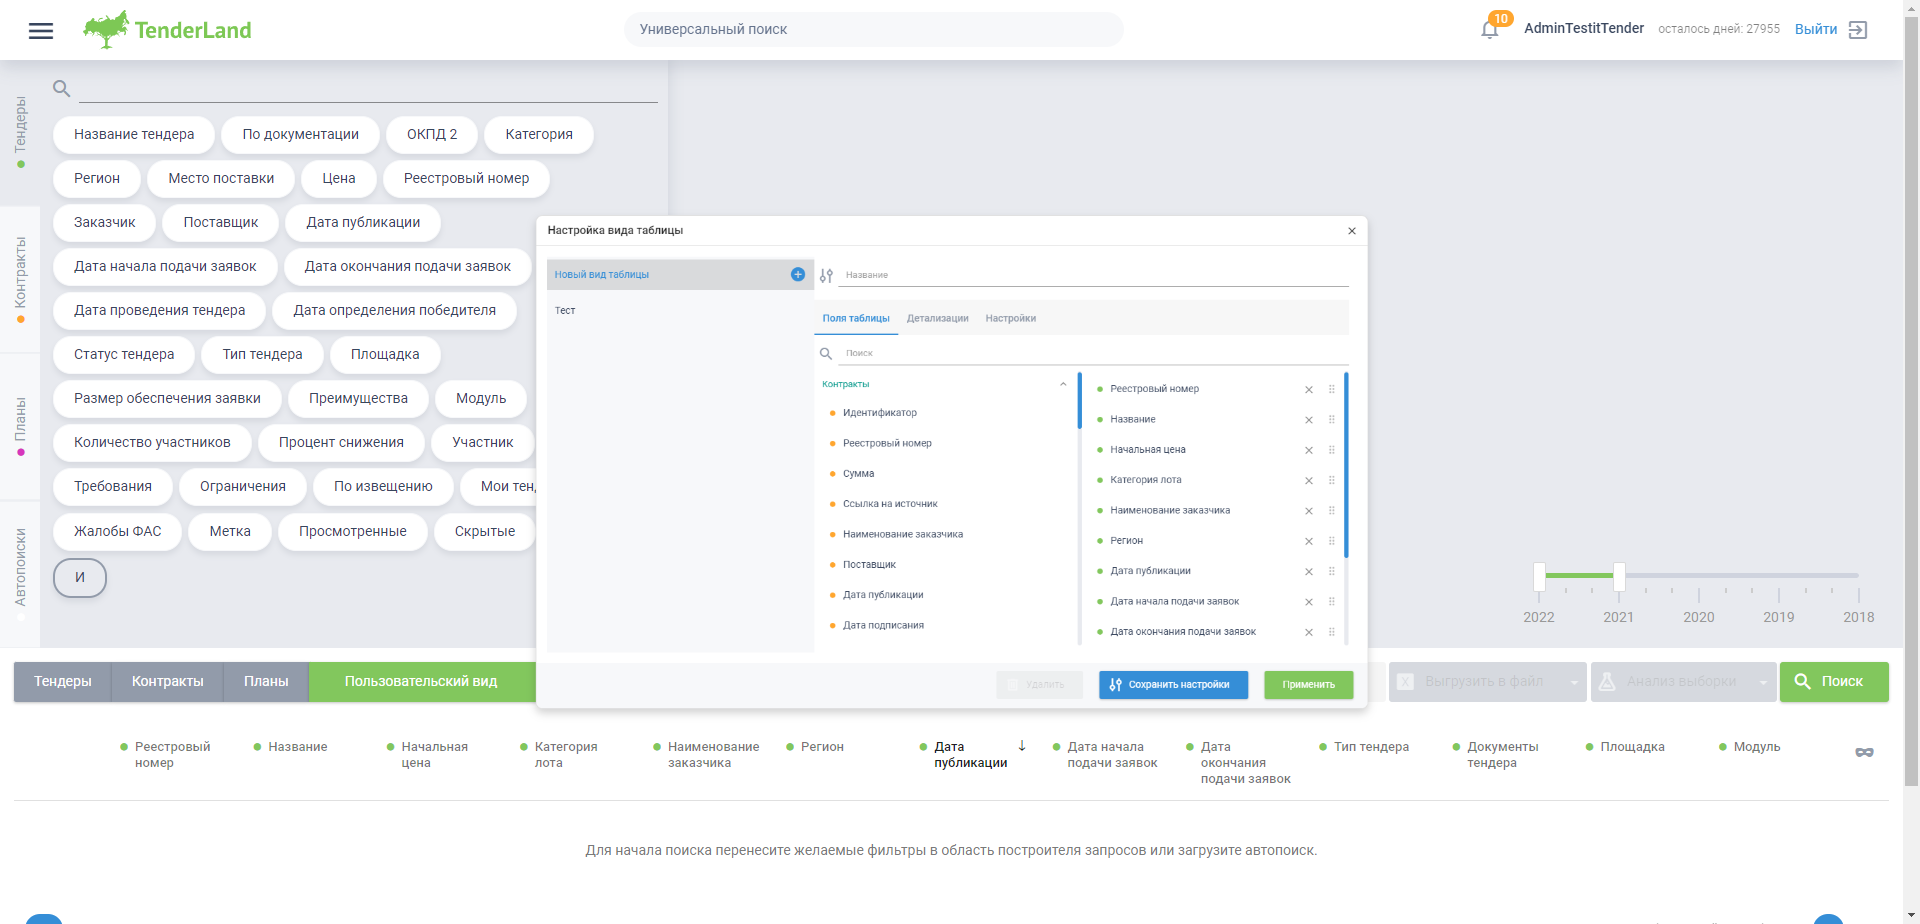 TenderLand
Универсальный поиск
10
AdminTestitTender
осталось дней: 27955
Выйти
Тендеры
Контракты
Планы
Автопоиски
Название тендера
По документации
ОКПД 2
Категория
Регион
Место поставки
Цена
Реестровый номер
Заказчик
Поставщик
Дата публикации
Дата начала подачи заявок
Дата окончания подачи заявок
Дата проведения тендера
Дата определения победителя
Статус тендера
Тип тендера
Площадка
Размер обеспечения заявки
Преимущества
Модуль
Количество участников
Процент снижения
Участник
Требования
Ограничения
По извещению
Мои тен
Жалобы ФАС
Метка
Просмотренные
Скрытые
И
Настройка вида таблицы
Новый вид таблицы
Тест
Название
Поля таблицы
Детализации
Настройки
Поиск
Контракты
Идентификатор
Реестровый номер
Сумма
Ссылка на источник
Наименование заказчика
Поставщик
Дата публикации
Дата подписания
Реестровый номер
Название
Начальная цена
Категория лота
Наименование заказчика
Регион
Дата публикации
Дата начала подачи заявок
Дата окончания подачи заявок
Удалить
Сохранить настройки
Применить
2022
2021
2020
2019
2018
Тендеры
Контракты
Планы
Пользовательский вид
Выгрузить в файл
Анализ выборки
Поиск
Реестровый
номер
Название
Начальная
цена
Категория
лота
Наименование
заказчика
Регион
Дата
публикации
Дата начала
подачи заявок
Дата
окончания
подачи заявок
Тип тендера
Документы
тендера
Площадка
Модуль
Для начала поиска перенесите желаемые фильтры в область построителя запросов или загрузите автопоиск.